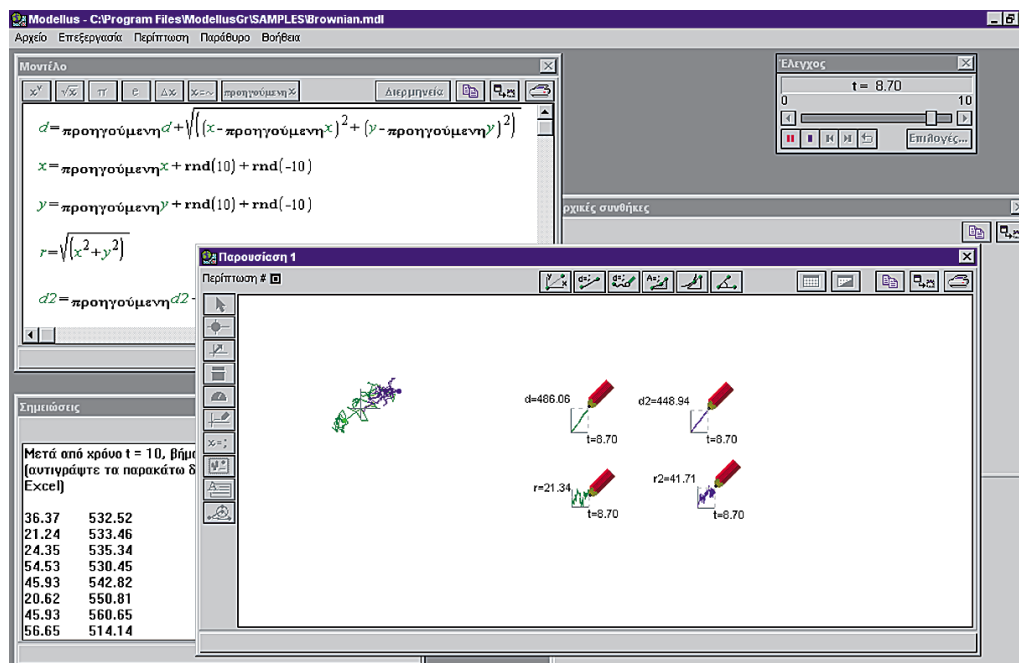 Modellus - C:\Program Files\ModellusGr\SAMPLES\Brownian.mdl
Αρχείο Επεξεργασία Περίπτωση Παράθυρο Βοήθεια
Μοντέλο
x^y √x π e Δx x=~ προηγούμενη x Διερμηνεία
d=προηγούμενηd+√((x-προηγούμενηx)^2+(y-προηγούμενηy)^2)
x=προηγούμενηx+rnd(10)+rnd(-10)
y=προηγούμενηy+rnd(10)+rnd(-10)
r=√(x^2+y^2)
d2=προηγούμενηd2-
Έλεγχος
t = 8.70
0 10
Επιλογές...
ρχικές συνθήκες
Παρουσίαση 1
Περίπτωση #
d=486.06
t=8.70
d2=448.94
t=8.70
r=21.34
t=8.70
r2=41.71
t=8.70
Σημειώσεις
Μετά από χρόνο t = 10, βήμα
(αντιγράψτε τα παρακάτω δ
Excel)
36.37 532.52
21.24 533.46
24.35 535.34
54.53 530.45
45.93 542.82
20.62 550.81
45.93 560.65
56.65 514.14